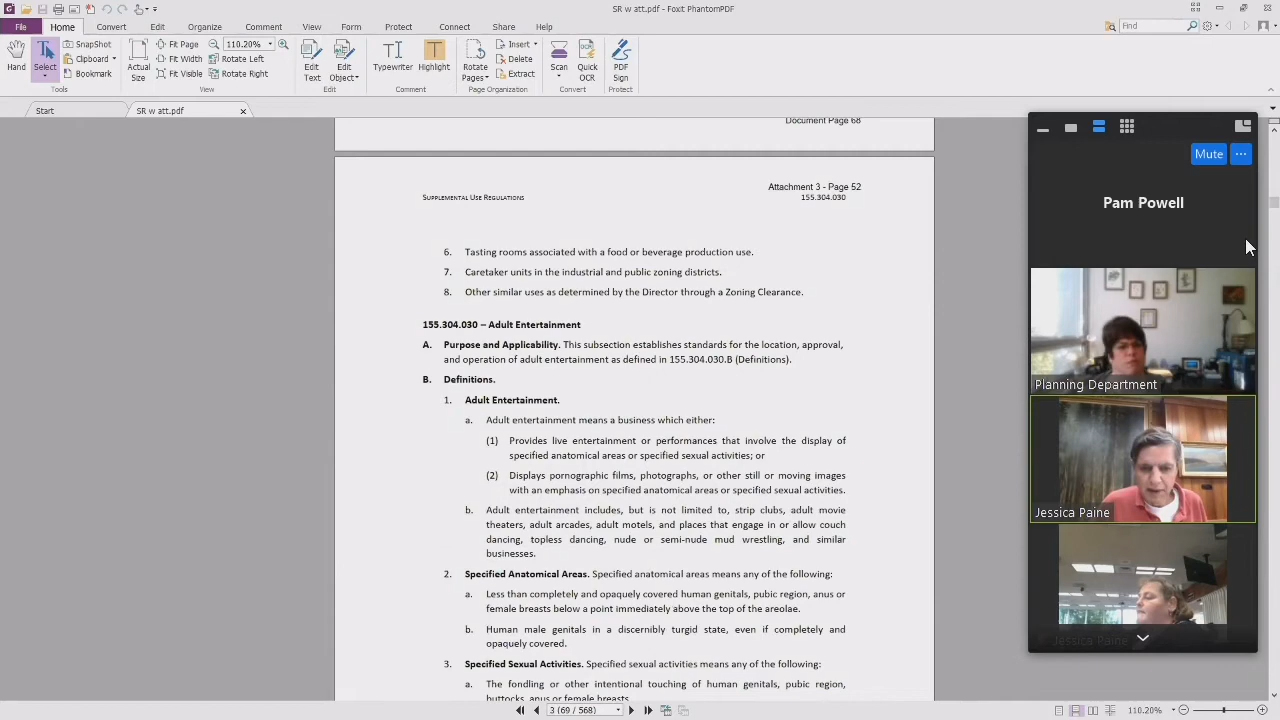 SR w att.pdf - Foxit PhantomPDF
File Home Convert Edit Organize Comment View Form Protect Connect Share Help Find
Hand
Select
SnapShot
Clipboard
Bookmark
Tools
Actual
Size
Fit Page
Fit Width
Fit Visible
110.20%
Rotate Left
Rotate Right
View
Edit
Text
Edit
Object
Edit
Typewriter
Highlight
Comment
Rotate
Pages
Insert
Delete
Extract
Page Organization
Scan
Quick
OCR
Convert
PDF
Sign
Protect
Start
SR w att.pdf
Document Page 68
Attachment 3 - Page 52
Supplemental Use Regulations 155.304.030
6. Tasting rooms associated with a food or beverage production use.
7. Caretaker units in the industrial and public zoning districts.
8. Other similar uses as determined by the Director through a Zoning Clearance.
155.304.030 – Adult Entertainment
A. Purpose and Applicability. This subsection establishes standards for the location, approval,
and operation of adult entertainment as defined in 155.304.030.B (Definitions).
B. Definitions.
1. Adult Entertainment.
a. Adult entertainment means a business which either:
(1) Provides live entertainment or performances that involve the display of
specified anatomical areas or specified sexual activities; or
(2) Displays pornographic films, photographs, or other still or moving images
with an emphasis on specified anatomical areas or specified sexual activities.
b. Adult entertainment includes, but is not limited to, strip clubs, adult movie
theaters, adult arcades, adult motels, and places that engage in or allow couch
dancing, topless dancing, nude or semi-nude mud wrestling, and similar
businesses.
2. Specified Anatomical Areas. Specified anatomical areas means any of the following:
a. Less than completely and opaquely covered human genitals, pubic region, anus or
female breasts below a point immediately above the top of the areolae.
b. Human male genitals in a discernibly turgid state, even if completely and
opaquely covered.
3. Specified Sexual Activities. Specified sexual activities means any of the following:
a. The fondling or other intentional touching of human genitals, pubic region,
buttocks, anus or female breasts.
Mute ...
Pam Powell
Planning Department
Jessica Paine
Jessica Paine
3 (69 / 568)
110.20%